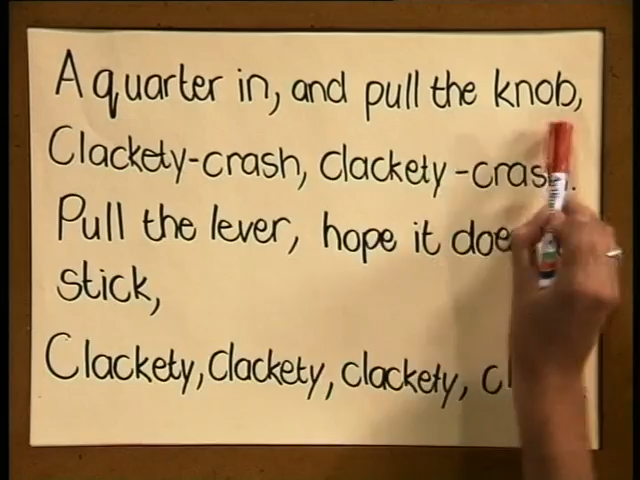 A quarter in, and pull the knob,
Clackety-crash, clackety-cras
Pull the lever, hope it doe
stick,
Clackety, clackety, clackety, cl